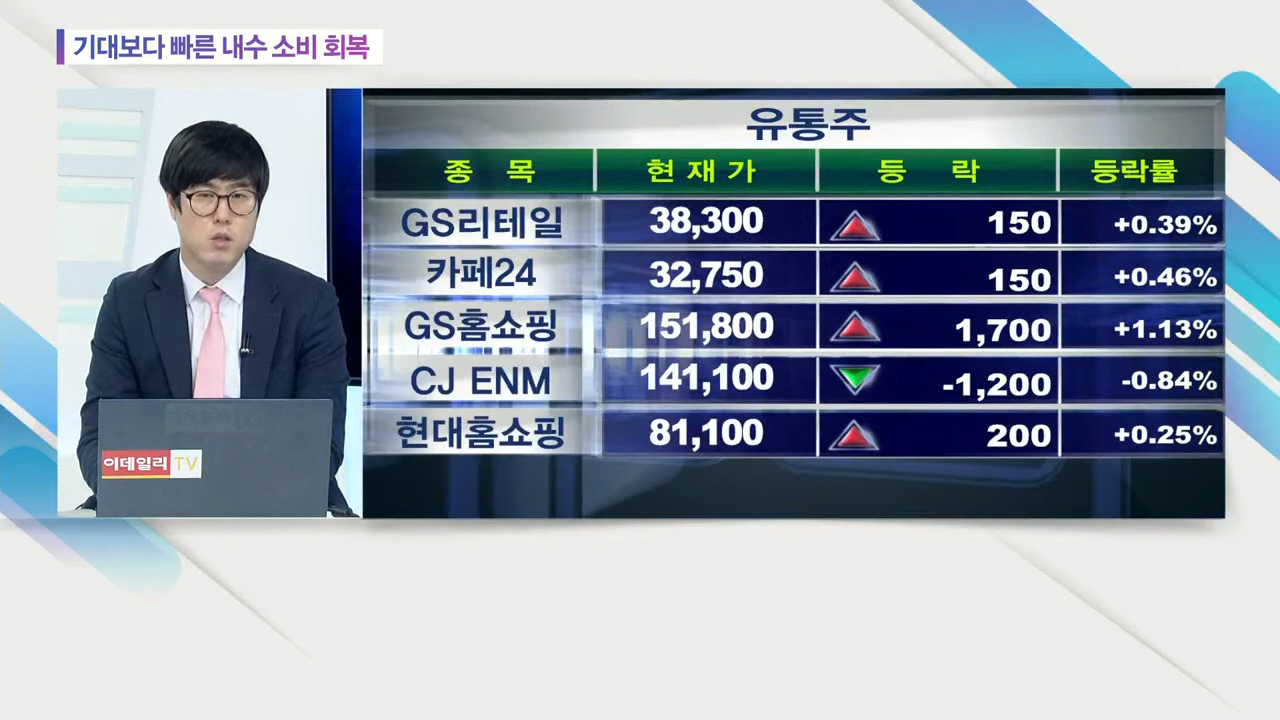 기대보다 빠른 내수 소비 회복
유통주
종 목 현 재 가 등 락 등락률
GS리테일 38,300 150 +0.39%
카페24 32,750 150 +0.46%
GS홈쇼핑 151,800 1,700 +1.13%
CJ ENM 141,100 -1,200 -0.84%
현대홈쇼핑 81,100 200 +0.25%
이데일리 TV